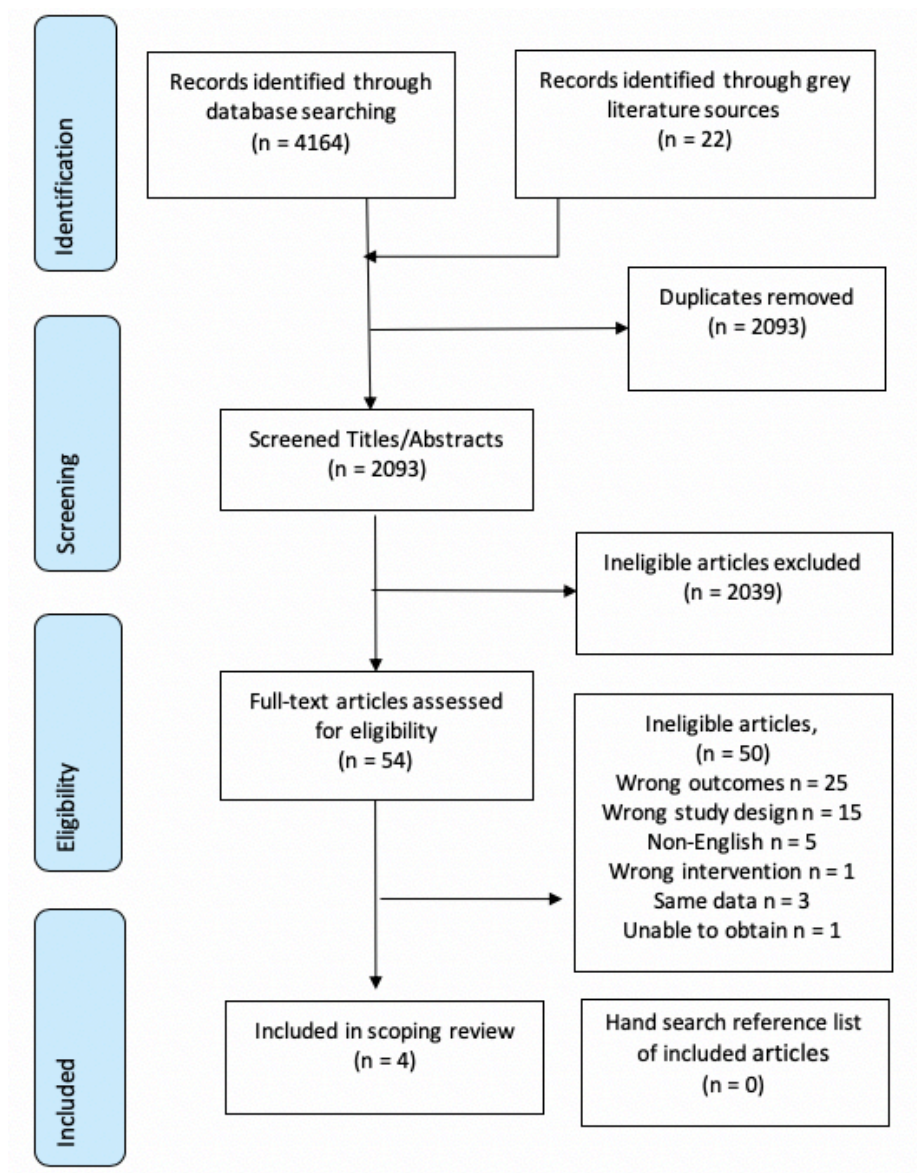 Identification
Records identified through
database searching
(n = 4164)
Records identified through grey
literature sources
(n = 22)
Duplicates removed
(n = 2093)
Screening
Screened Titles/Abstracts
(n = 2093)
Ineligible articles excluded
(n = 2039)
Eligibility
Full-text articles assessed
for eligibility
(n = 54)
Ineligible articles,
(n = 50)
Wrong outcomes n = 25
Wrong study design n = 15
Non-English n = 5
Wrong intervention n = 1
Same data n = 3
Unable to obtain n = 1
Included
Included in scoping review
(n = 4)
Hand search reference list
of included articles
(n = 0)